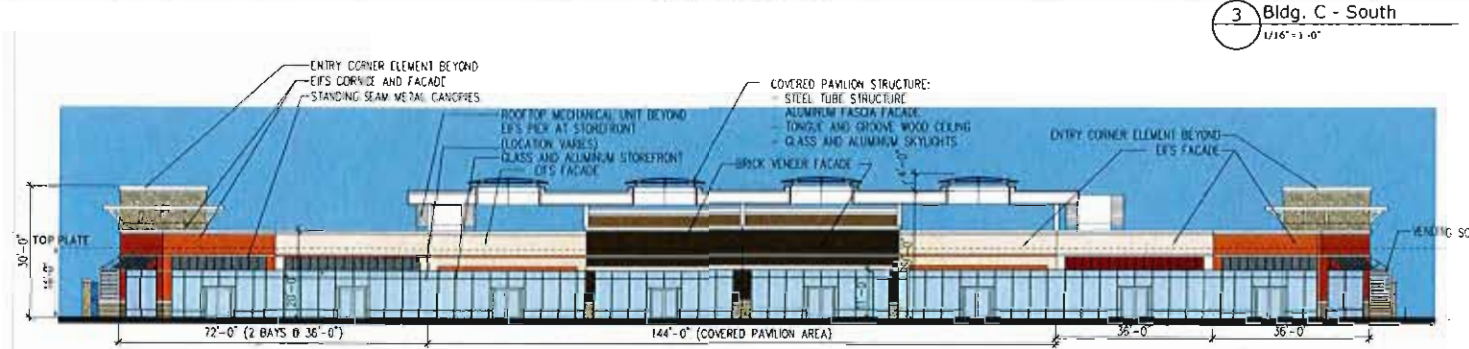 3 Bldg. C - South
1/16"=1'-0"
ENTRY CORNER ELEMENT BEYOND
EIFS CORNICE AND FACADE
STANDING SEAM METAL CANOPIES
ROOFTOP MECHANICAL UNIT BEYOND
EIFS PIER AT STOREFRONT
(LOCATION VARIES)
GLASS AND ALUMINUM STOREFRONT
EIFS FACADE
COVERED PAVILION STRUCTURE:
- STEEL TUBE STRUCTURE
ALUMINUM FASCIA FACADE
- TONGUE AND GROOVE WOOD CEILING
- GLASS AND ALUMINUM SKYLIGHTS
BRICK VENEER FACADE
ENTRY CORNER ELEMENT BEYOND
EIFS FACADE
TOP PLATE
30'-0"
20'-0"
72'-0" (2 BAYS @ 36'-0")
144'-0" (COVERED PAVILION AREA)
36'-0"
36'-0"